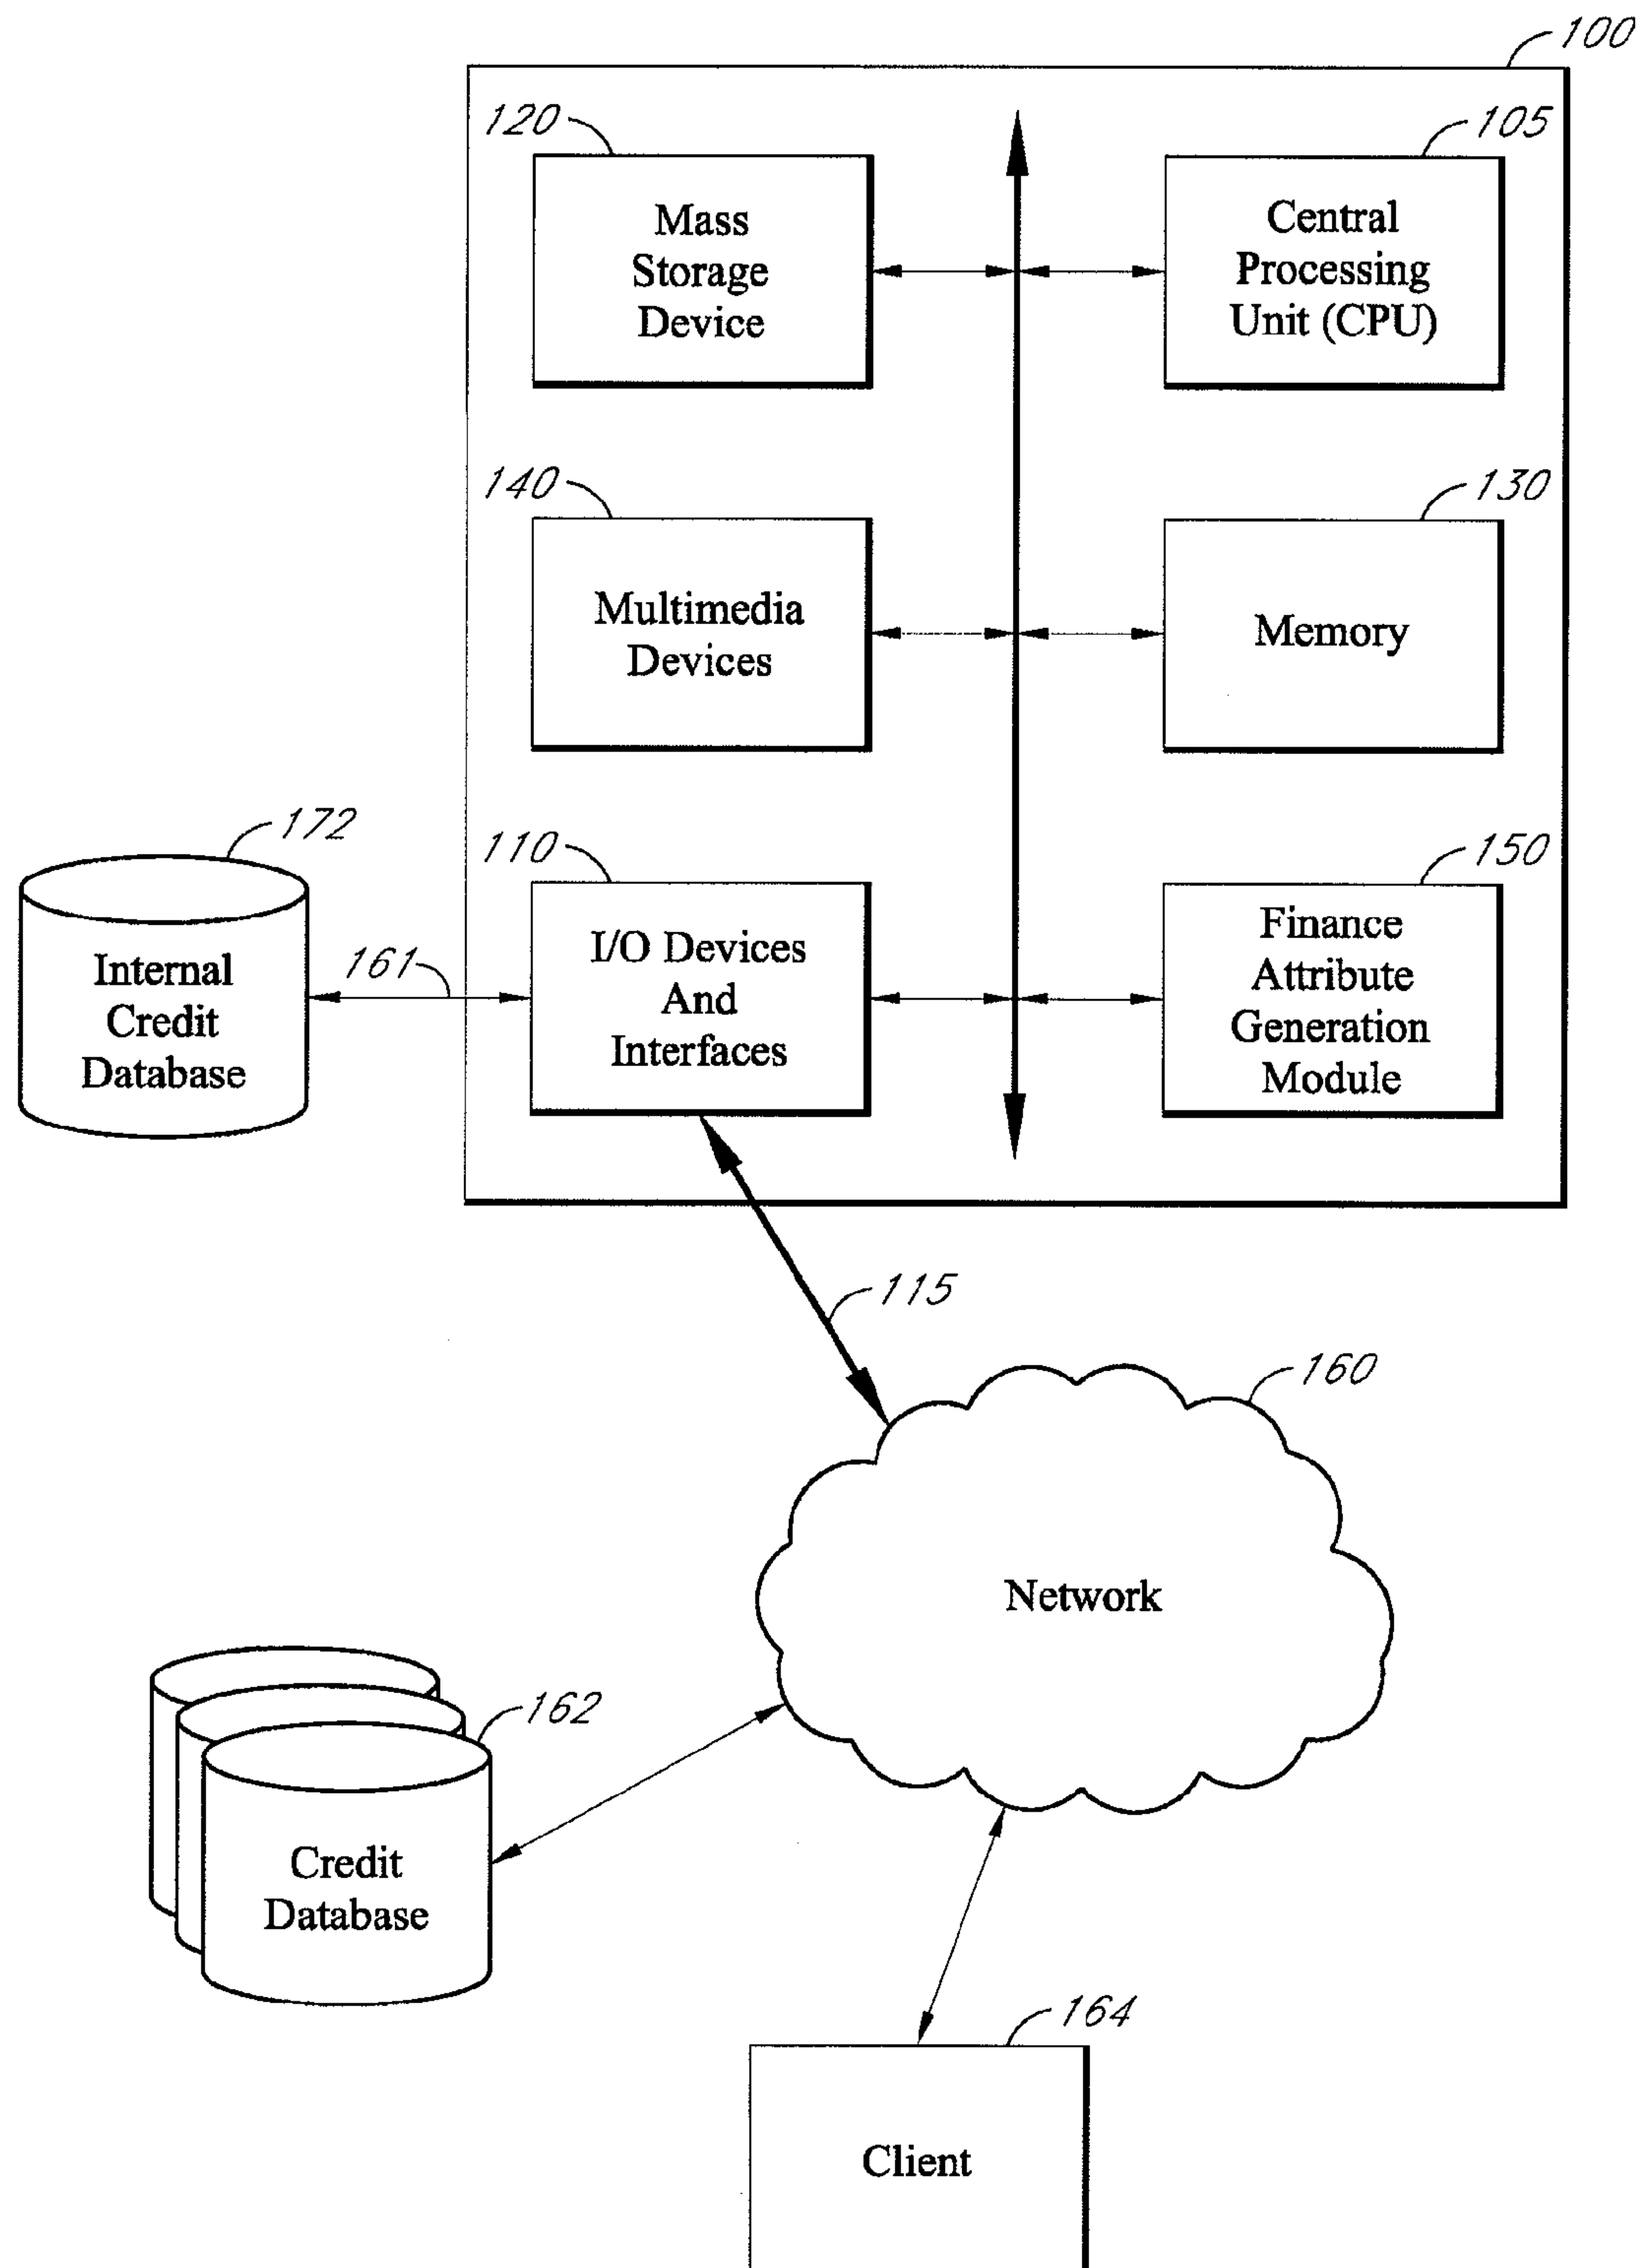 100
120
Mass
Storage
Device
105
Central
Processing
Unit (CPU)
140
Multimedia
Devices
130
Memory
172
Internal
Credit
Database
161
110
I/O Devices
And
Interfaces
150
Finance
Attribute
Generation
Module
115
160
Network
162
Credit
Database
164
Client